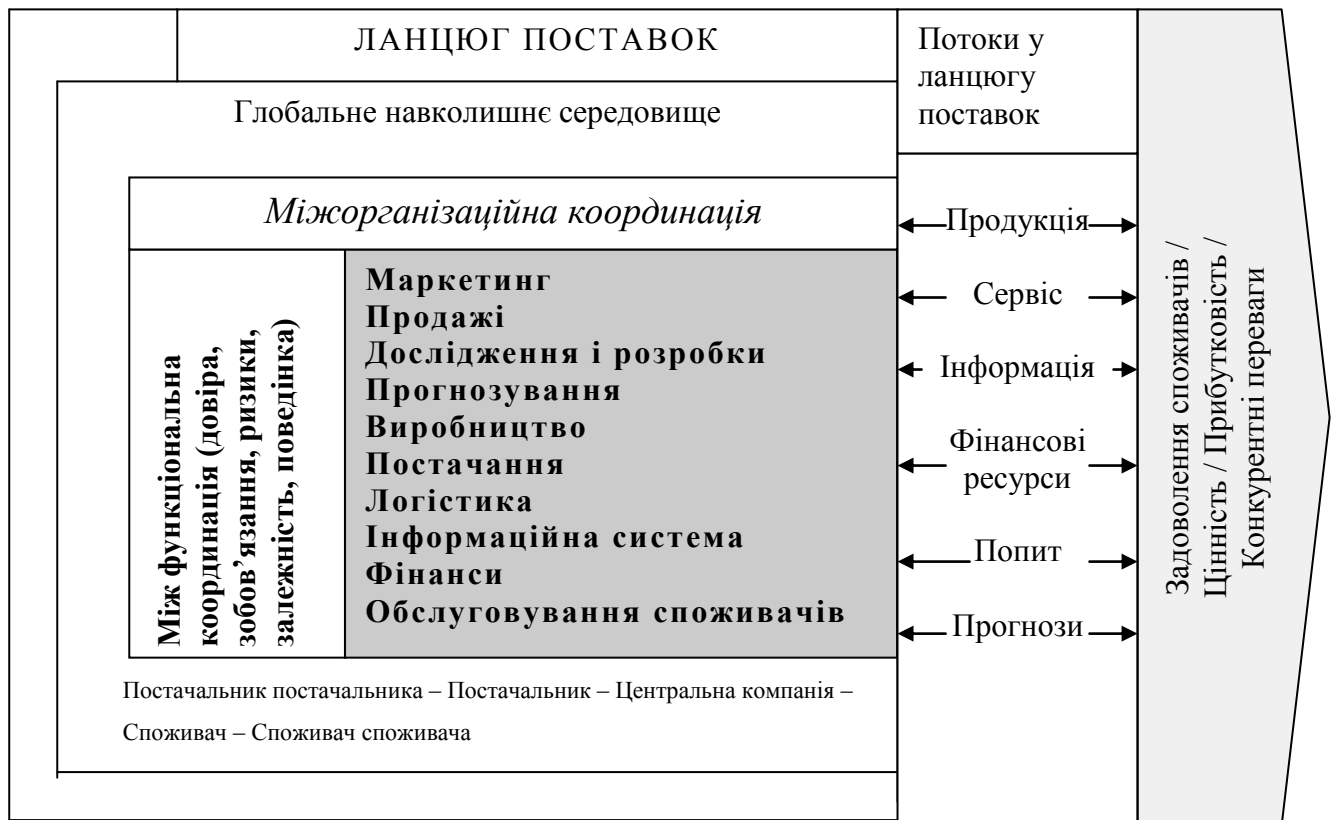 ЛАНЦЮГ ПОСТАВОК
Потоки у
ланцюгу
поставок
Глобальне навколишнє середовище
Міжорганізаційна координація
Між функціональна
координація (довіра,
зобов’язання, ризики,
залежність, поведінка)
Маркетинг
Продажі
Дослідження і розробки
Прогнозування
Виробництво
Постачання
Логістика
Інформаційна система
Фінанси
Обслуговування споживачів
Постачальник постачальника – Постачальник – Центральна компанія –
Споживач – Споживач споживача
Продукція
Сервіс
Інформація
Фінансові
ресурси
Попит
Прогнози
Задоволення споживачів /
Цінність / Прибутковість /
Конкурентні переваги